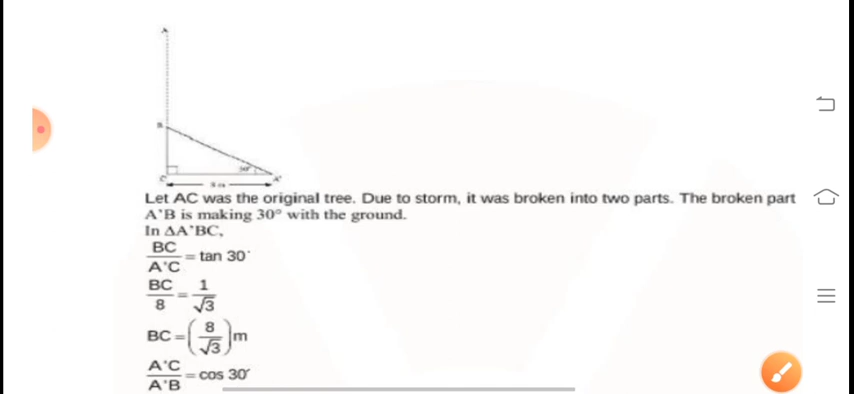 A
B
30°
C
A'
8 m
Let AC was the original tree. Due to storm, it was broken into two parts. The broken part
A'B is making 30° with the ground.
In ΔA'BC,
BC/A'C = tan 30°
BC/8 = 1/√3
BC = (8/√3)m
A'C/A'B = cos 30°